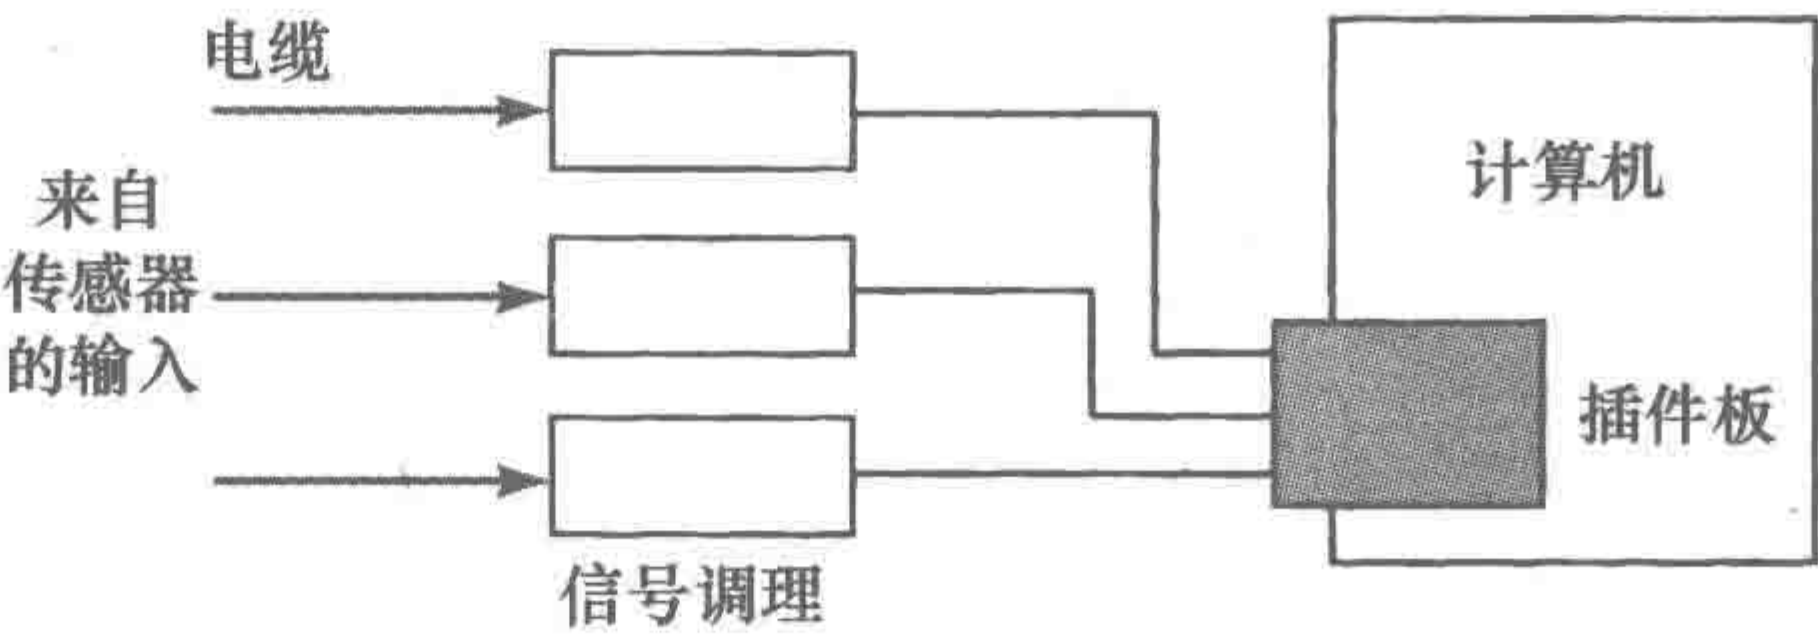 电缆
来自
传感器
的输入
计算机
插件板
信号调理